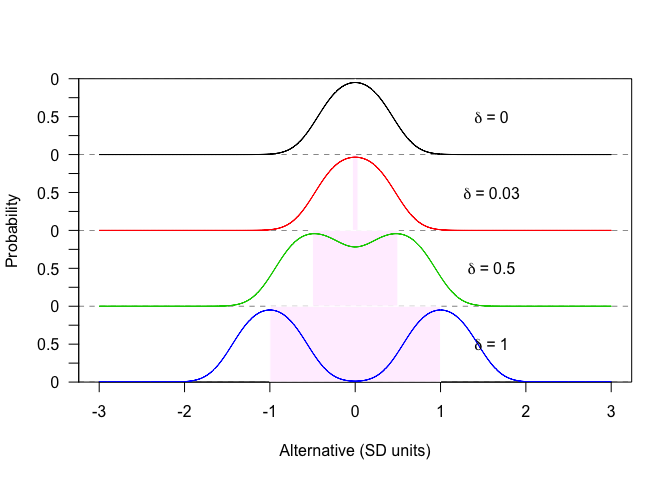 0
0.5
δ = 0
0
0.5
δ = 0.03
0
0.5
δ = 0.5
0
0.5
δ = 1
0
Probability
-3 -2 -1 0 1 2 3
Alternative (SD units)